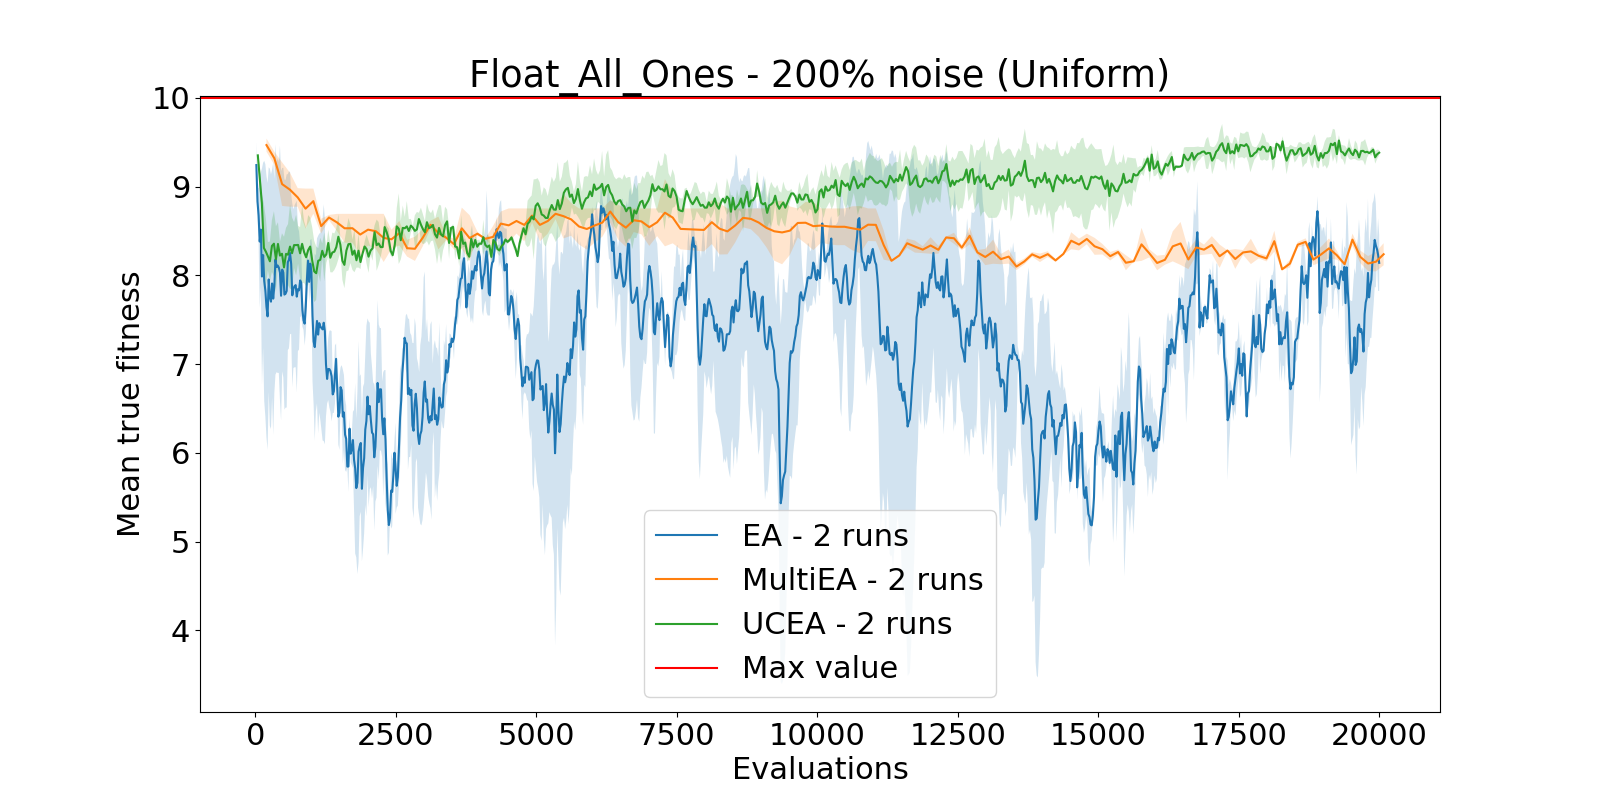 Float_All_Ones - 200% noise (Uniform)
10
9
8
7
6
5
4
Mean true fitness
EA - 2 runs
MultiEA - 2 runs
UCEA - 2 runs
Max value
0 2500 5000 7500 10000 12500 15000 17500 20000
Evaluations